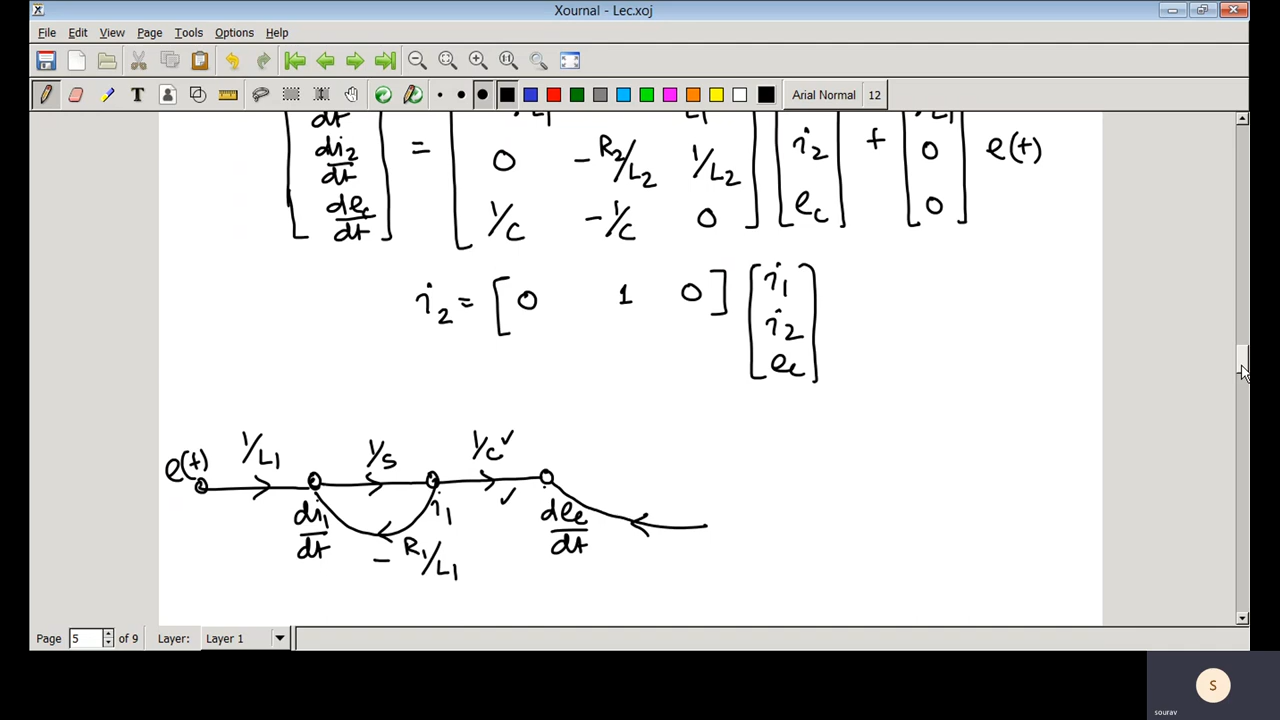 Xournal - Lec.xoj
File Edit View Page Tools Options Help
Arial Normal 12
dt
di2/dt = 0 -R2/L2 1/L2 i2 + 0 e(t)
dec/dt 1/C -1/C 0 ec 0
i2 = [ 0 1 0 ] [ i1
i2
ec ]
e(t) 1/L1 1/s 1/C ✓
✓
di1/dt i1 dec/dt
- R1/L1
Page 5 of 9 Layer: Layer 1
S
sourav